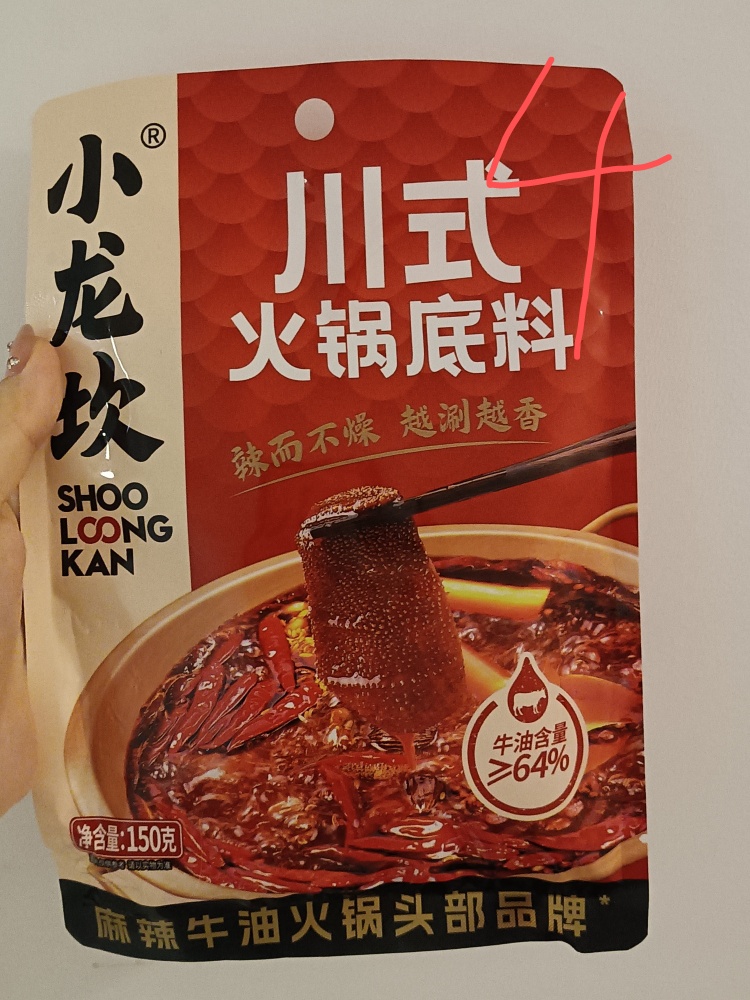 4
小龙坎®
SHOO
LOONG
KAN
川式
火锅底料
辣而不燥 越涮越香
牛油含量
≥64%
净含量:150克
麻辣牛油火锅头部品牌*